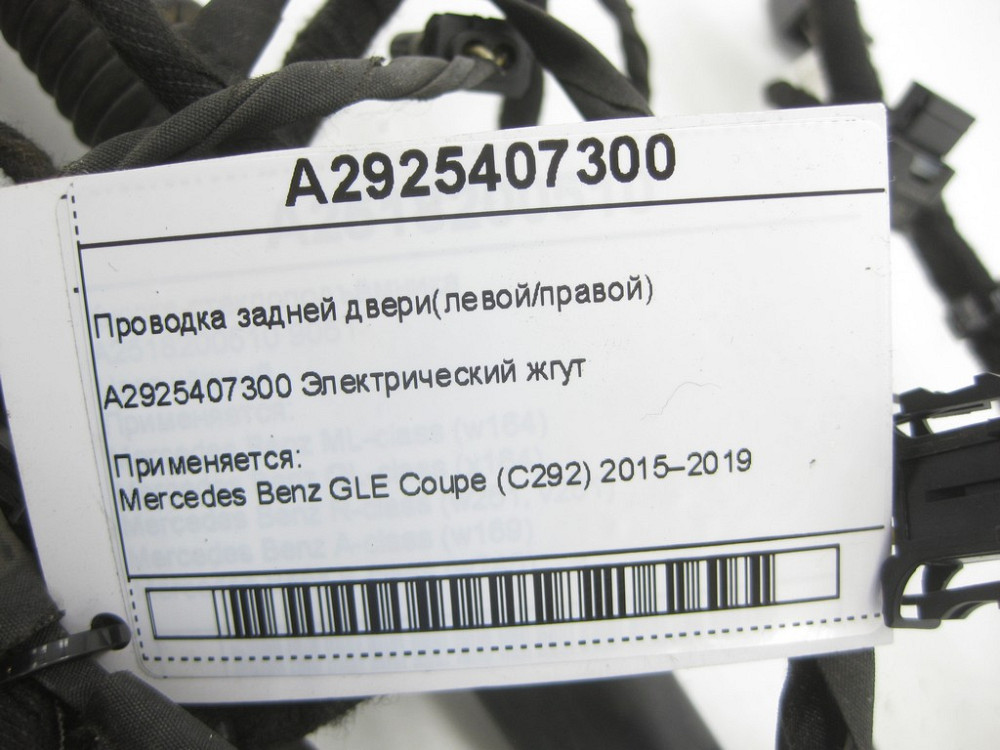 A2925407300
Проводка задней двери(левой/правой)
A2925407300 Электрический жгут
Применяется:
Mercedes Benz GLE Coupe (C292) 2015–2019